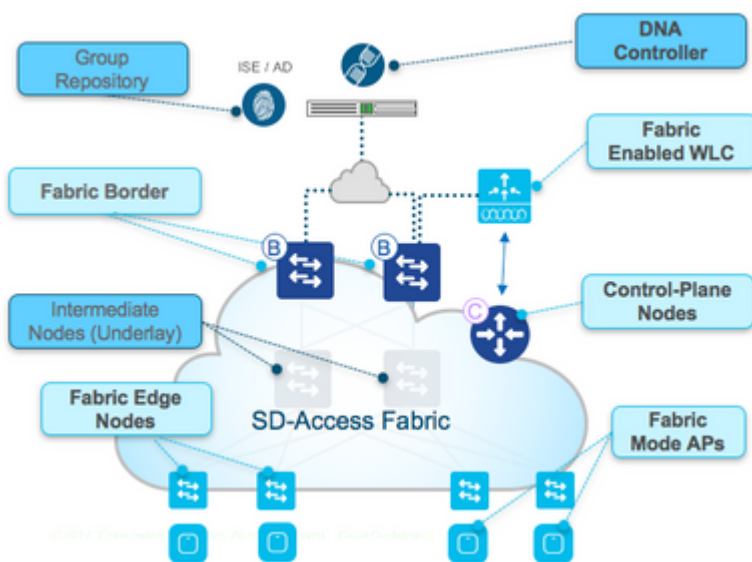 Group
Repository
ISE / AD
DNA
Controller
Fabric
Enabled WLC
Fabric Border
B
B
Intermediate
Nodes (Underlay)
C
Control-Plane
Nodes
Fabric Edge
Nodes
SD-Access Fabric
Fabric
Mode APs